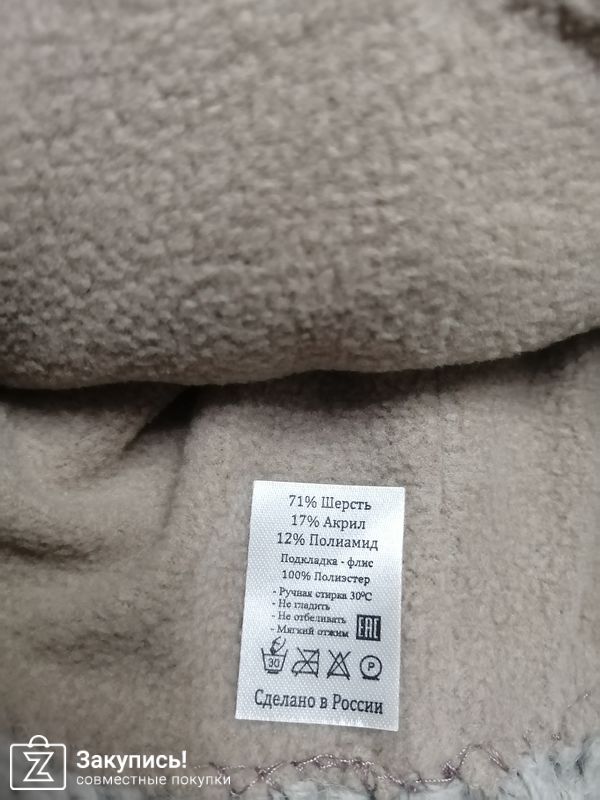 71% Шерсть
17% Акрил
12% Полиамид
Подкладка - флис
100% Полиэстер
- Ручная стирка 30°С
- Не гладить
- Не отбеливать
- Мягкий отжим
EAC
30
P
Сделано в России
Закупись!
совместные покупки